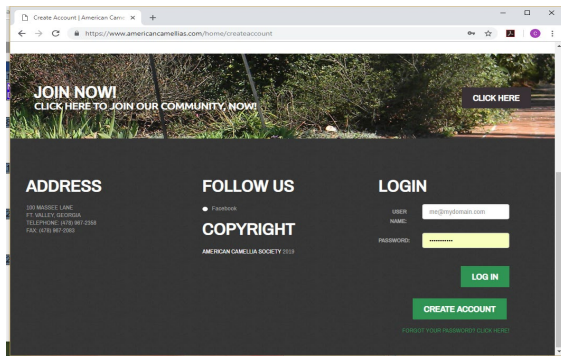 Create Account | American Came
https://www.americancamellias.com/home/createaccount
JOIN NOW!
CLICK HERE TO JOIN OUR COMMUNITY, NOW!
CLICK HERE
ADDRESS
100 MASSEE LANE
FT. VALLEY, GEORGIA
TELEPHONE: (478) 967-2358
FAX: (478) 967-2083
FOLLOW US
Facebook
COPYRIGHT
AMERICAN CAMELLIA SOCIETY 2019
LOGIN
USER NAME:
me@mydomain.com
PASSWORD:
LOG IN
CREATE ACCOUNT
FORGOT YOUR PASSWORD? CLICK HERE!